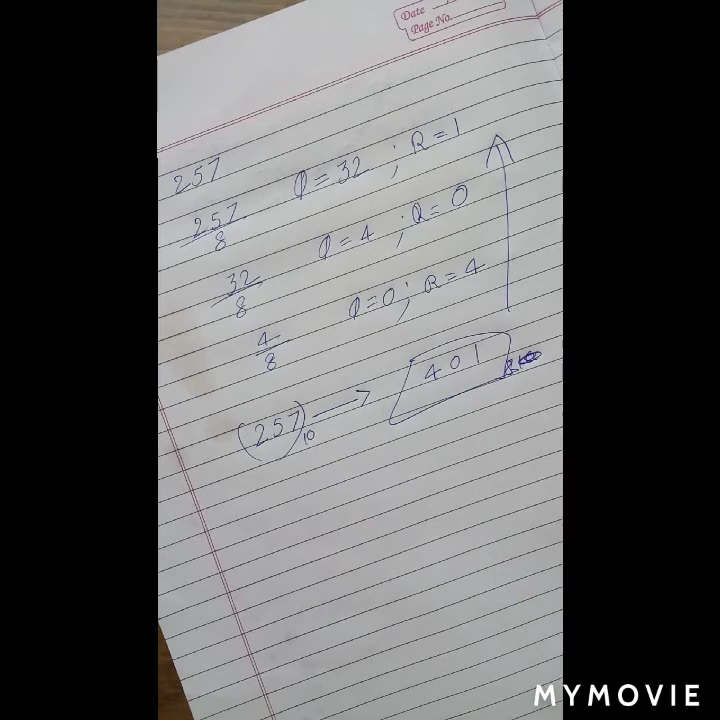 Date
Page No.
257
257/8 Q=32 ; R=1
32/8 Q=4 ; R=0
4/8 Q=0 ; R=4
(257)10 → 401
MYMOVIE